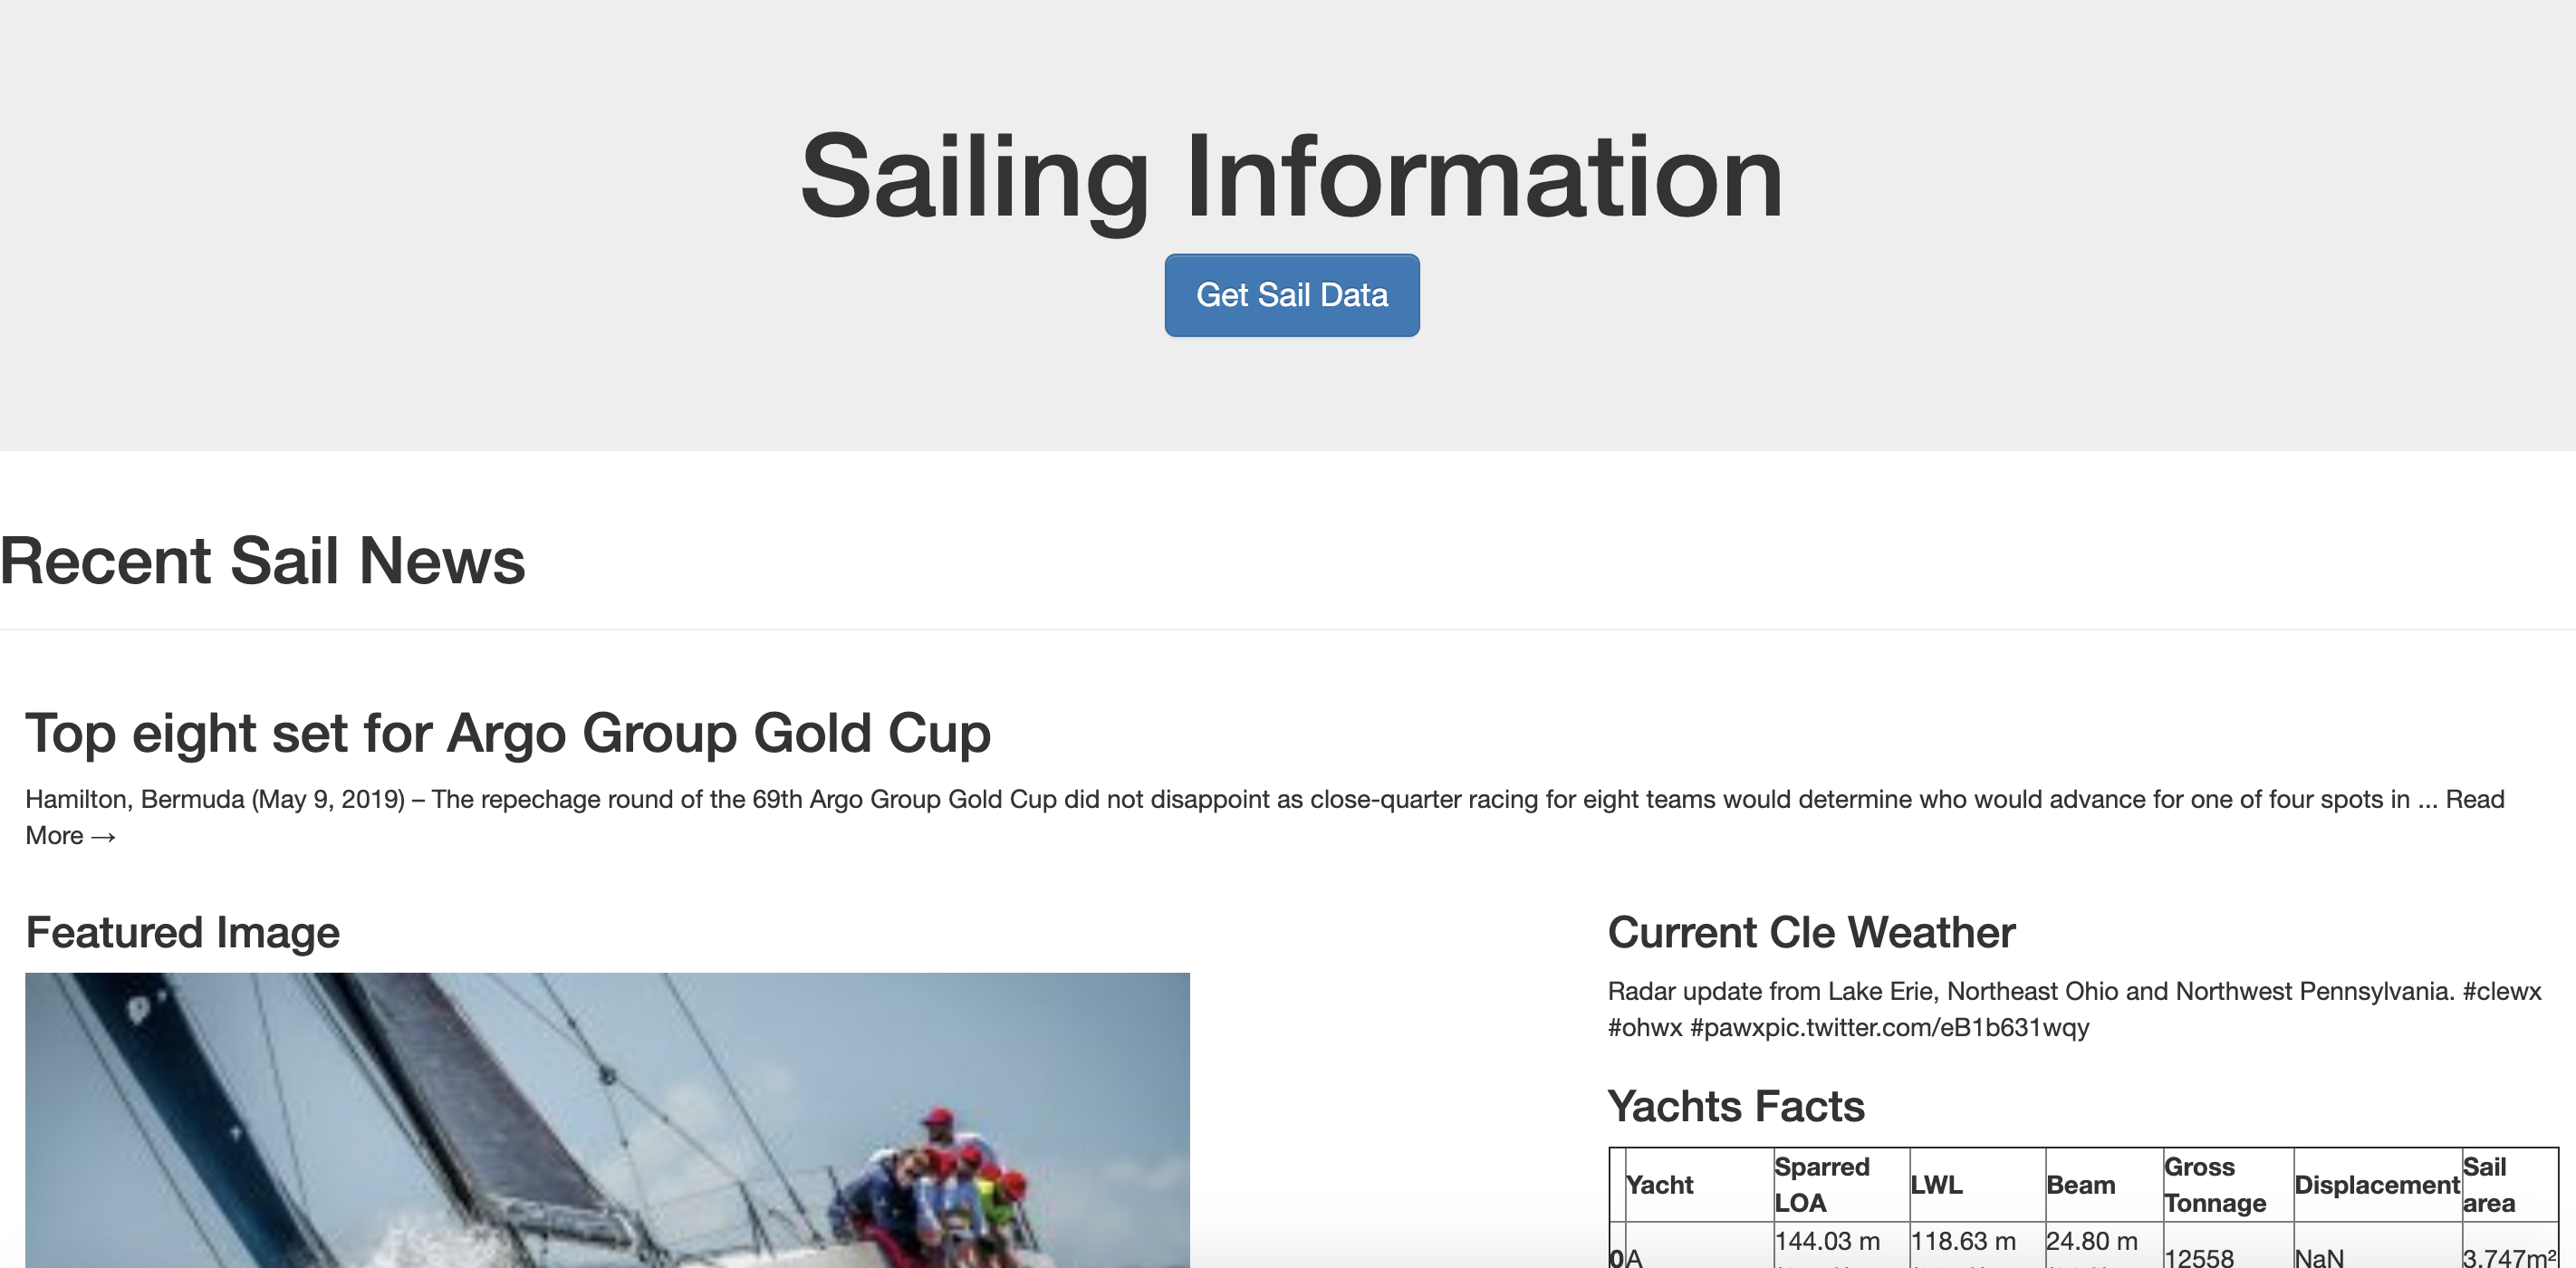 Sailing Information
Get Sail Data
Recent Sail News
Top eight set for Argo Group Gold Cup
Hamilton, Bermuda (May 9, 2019) – The repechage round of the 69th Argo Group Gold Cup did not disappoint as close-quarter racing for eight teams would determine who would advance for one of four spots in ... Read
More →
Featured Image
Current Cle Weather
Radar update from Lake Erie, Northeast Ohio and Northwest Pennsylvania. #clewx
#ohwx #pawxpic.twitter.com/eB1b631wqy
Yachts Facts
Yacht Sparred LOA LWL Beam Gross Tonnage Displacement Sail area
0 A 144.03 m 118.63 m 24.80 m 12558 NaN 3.747m²